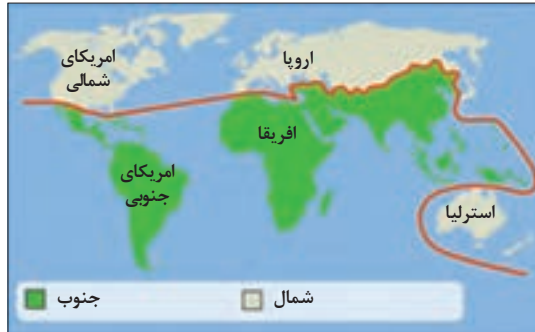 امریکای
شمالی
اروپا
افریقا
امریکای
جنوبی
استرلیا
شمال
جنوب